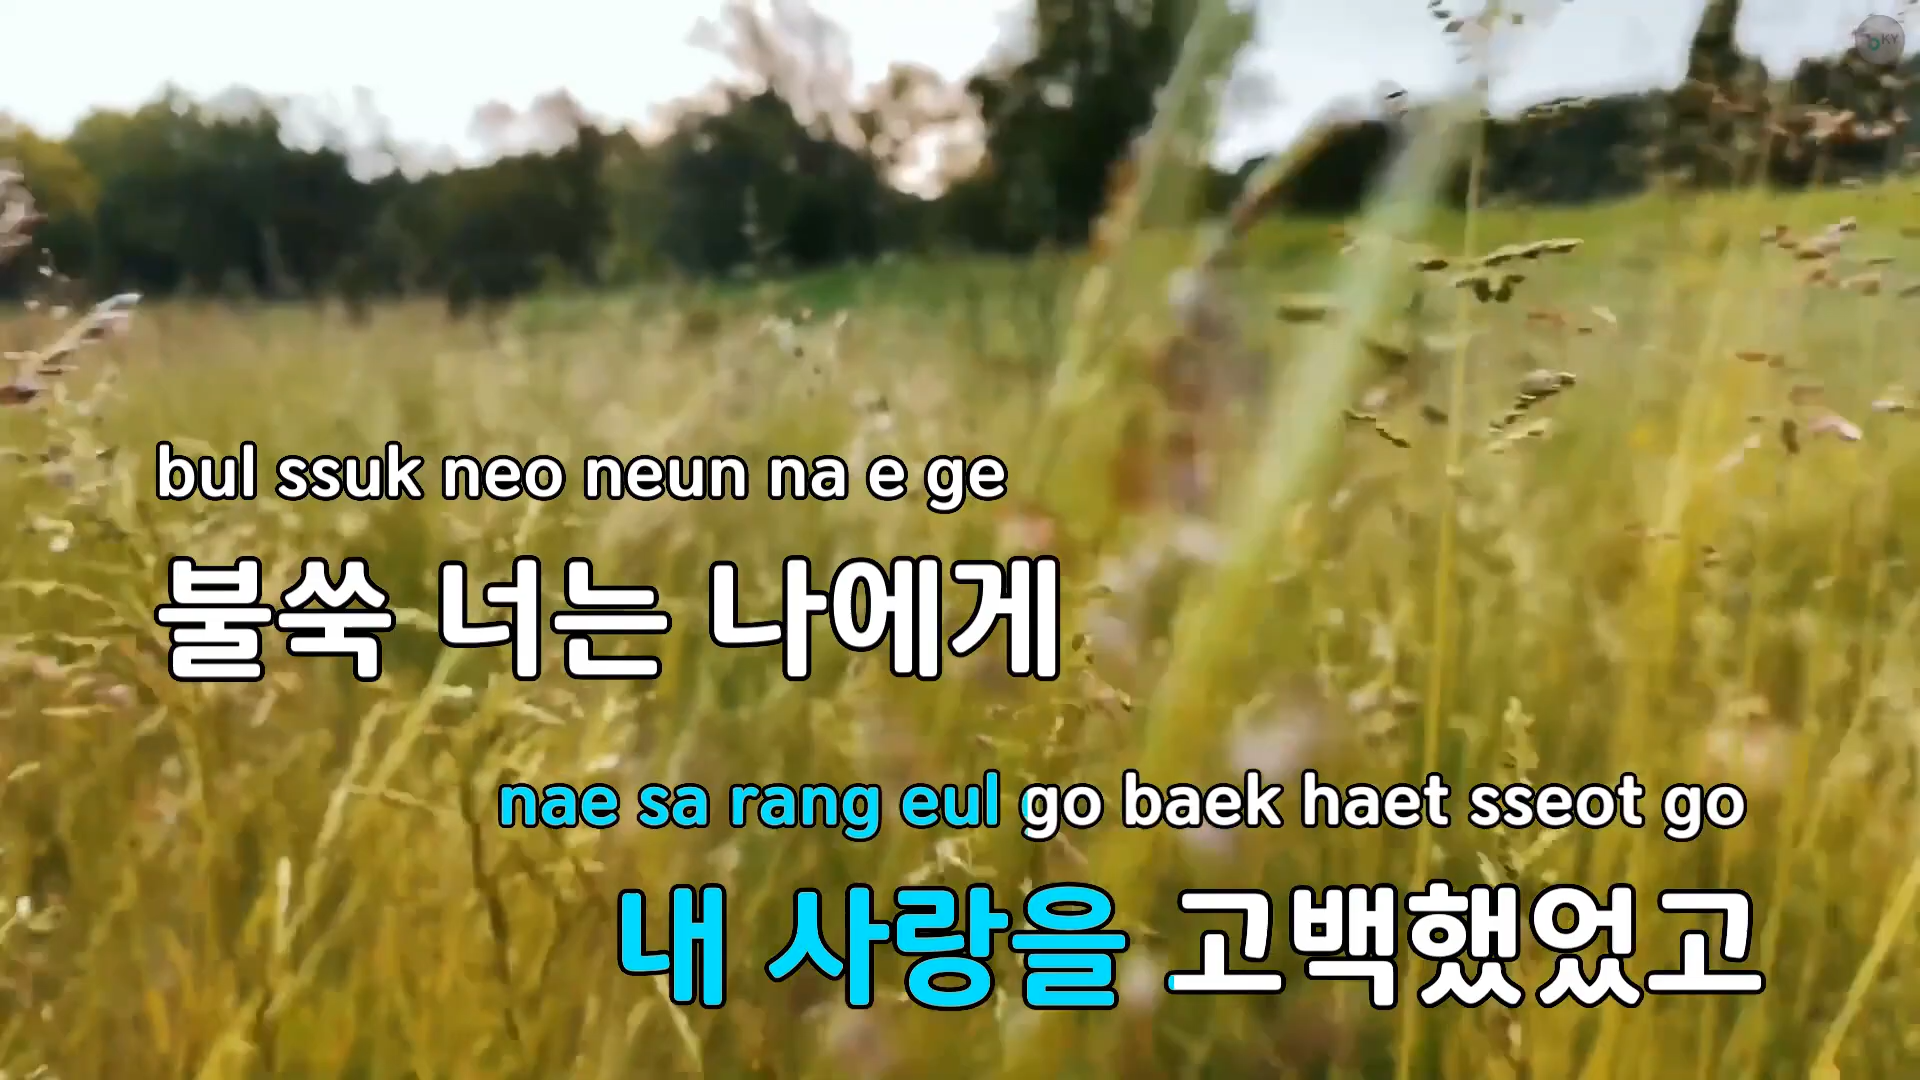 bul ssuk neo neun na e ge
불쑥 너는 나에게
nae sa rang eul go baek haet sseot go
내 사랑을 고백했었고
KY